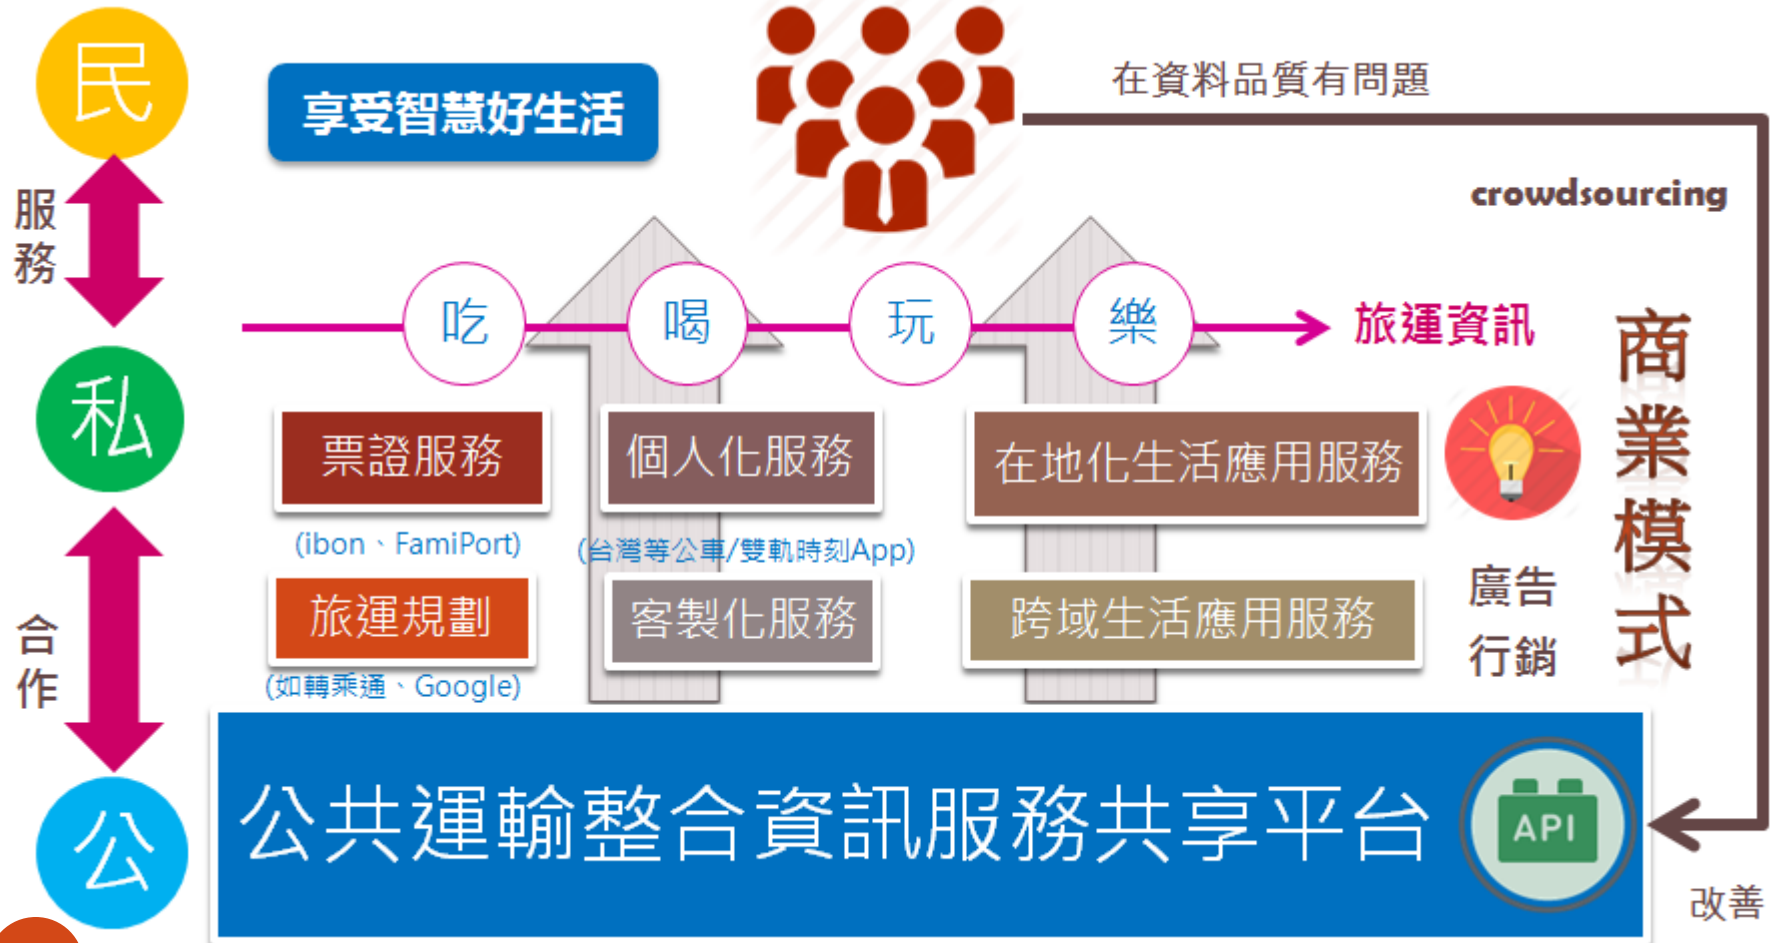 民
享受智慧好生活
在資料品質有問題
crowdsourcing
服務
吃 喝 玩 樂
旅運資訊
私
票證服務
(ibon、FamiPort)
個人化服務
(台灣等公車/雙軌時刻App)
在地化生活應用服務
旅運規劃
(如轉乘通、Google)
客製化服務
跨域生活應用服務
廣告
行銷
商業模式
合作
公
公共運輸整合資訊服務共享平台
API
改善